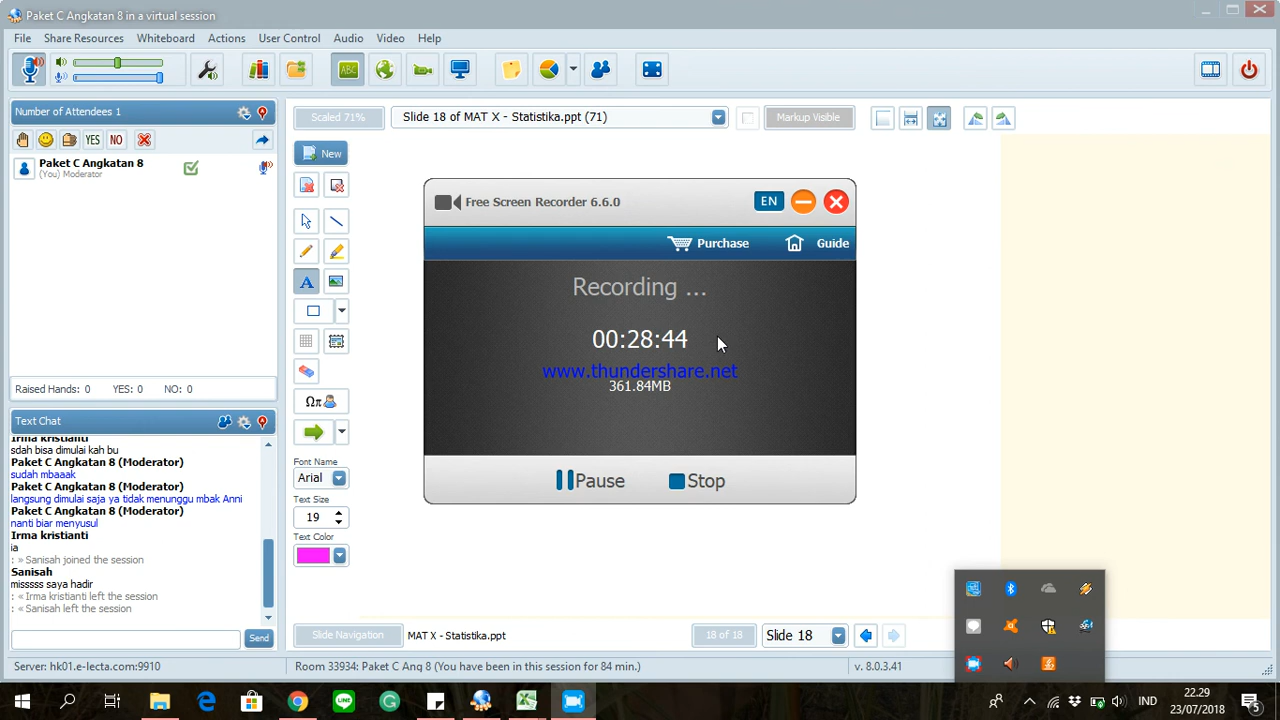 Paket C Angkatan 8 in a virtual session
File Share Resources Whiteboard Actions User Control Audio Video Help
ABC
Number of Attendees 1
YES NO
Paket C Angkatan 8
(You) Moderator
Raised Hands: 0 YES: 0 NO: 0
Text Chat
Irma kristianti
sdah bisa dimulai kah bu
Paket C Angkatan 8 (Moderator)
sudah mbaaak
Paket C Angkatan 8 (Moderator)
langsung dimulai saja ya tidak menunggu mbak Anni
Paket C Angkatan 8 (Moderator)
nanti biar menyusul
Irma kristianti
ia
: » Sanisah joined the session
Sanisah
misssss saya hadir
: « Irma kristianti left the session
: « Sanisah left the session
Send
Scaled 71%
Slide 18 of MAT X - Statistika.ppt (71)
Markup Visible
New
A
Ωπ
Font Name
Arial
Text Size
19
Text Color
Free Screen Recorder 6.6.0
EN
Purchase
Guide
Recording ...
00:28:44
www.thundershare.net
361.84MB
Pause
Stop
Slide Navigation
MAT X - Statistika.ppt
18 of 18
Slide 18
Server: hk01.e-lecta.com:9910
Room 33934: Paket C Ang 8 (You have been in this session for 84 min.)
v. 8.0.3.41
IND
22.29
23/07/2018
5